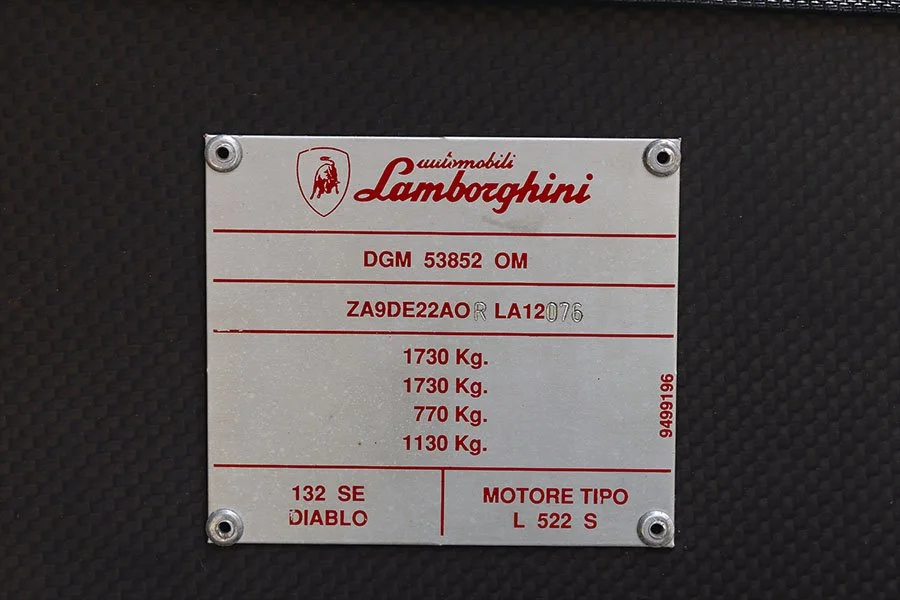 automobili
Lamborghini
DGM 53852 OM
ZA9DE22AOR LA12076
1730 Kg.
1730 Kg.
770 Kg.
1130 Kg.
9499196
132 SE
DIABLO
MOTORE TIPO
L 522 S